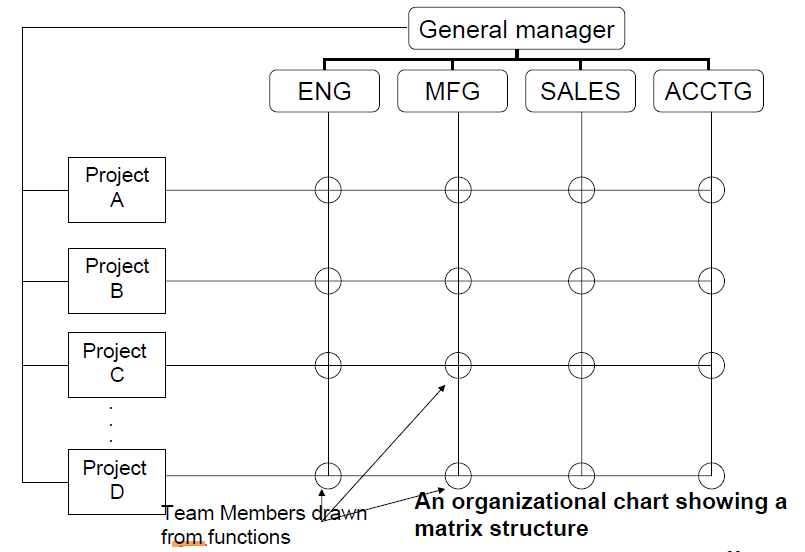 General manager
ENG
MFG
SALES
ACCTG
Project
A
Project
B
Project
C
Project
D
Team Members drawn
from functions
An organizational chart showing a
matrix structure